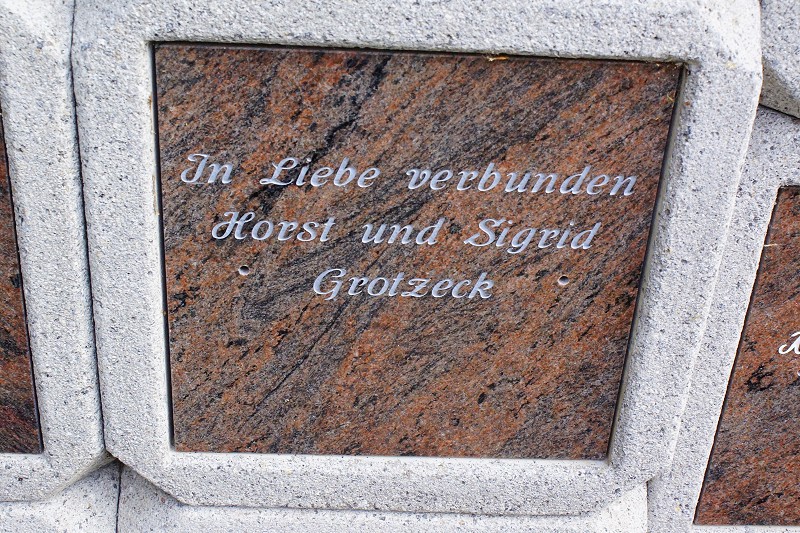 In Liebe verbunden
Horst und Sigrid
Grotzeck